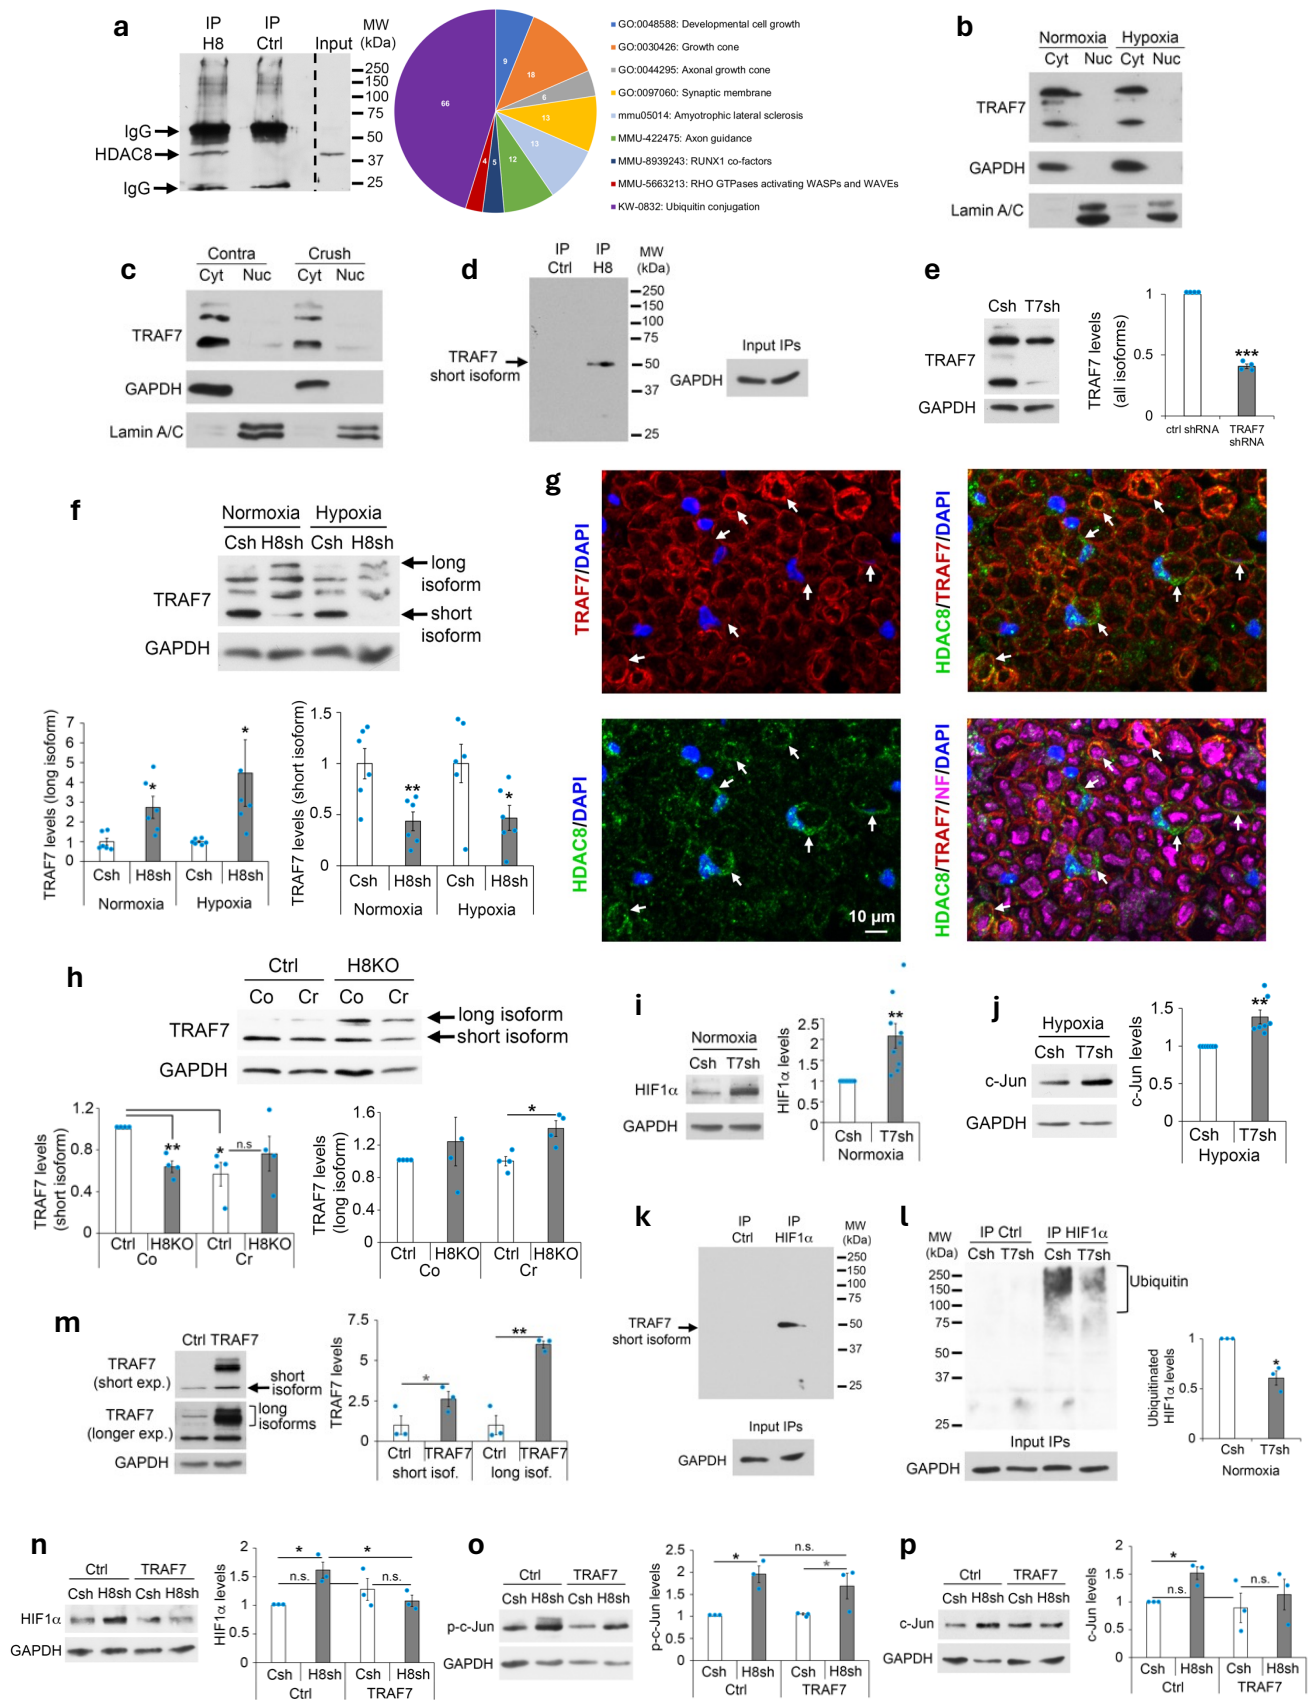 a
IP IP
H8 Ctrl Input
MW
(kDa)
250
150
100
75
50
37
25
IgG
HDAC8
IgG
66
9
18
6
13
13
12
5
4
GO:0048588: Developmental cell growth
GO:0030426: Growth cone
GO:0044295: Axonal growth cone
GO:0097060: Synaptic membrane
mmu05014: Amyotrophic lateral sclerosis
MMU-422475: Axon guidance
MMU-8939243: RUNX1 co-factors
MMU-5663213: RHO GTPases activating WASPs and WAVEs
KW-0832: Ubiquitin conjugation
b
Normoxia Hypoxia
Cyt Nuc Cyt Nuc
TRAF7
GAPDH
Lamin A/C
c
Contra Crush
Cyt Nuc Cyt Nuc
TRAF7
GAPDH
Lamin A/C
d
IP IP
Ctrl H8
MW
(kDa)
250
150
100
75
50
37
25
TRAF7
short isoform
Input IPs
GAPDH
e
Csh T7sh
TRAF7
GAPDH
TRAF7 levels
(all isoforms)
1
0.5
0
***
ctrl shRNA TRAF7
shRNA
f
Normoxia Hypoxia
Csh H8sh Csh H8sh
long
isoform
TRAF7
short
isoform
GAPDH
TRAF7 levels (long isoform)
7
6
5
4
3
2
1
0
*
*
Csh H8sh Csh H8sh
Normoxia Hypoxia
TRAF7 levels (short isoform)
1.5
1
0.5
0
**
*
Csh H8sh Csh H8sh
Normoxia Hypoxia
g
TRAF7/DAPI
HDAC8/TRAF7/DAPI
HDAC8/DAPI
10 µm
HDAC8/TRAF7/NF/DAPI
h
Ctrl H8KO
Co Cr Co Cr
TRAF7
long isoform
short isoform
GAPDH
TRAF7 levels
(short isoform)
1.2
0.8
0.4
0
**
*
n.s
Ctrl H8KO Ctrl H8KO
Co Cr
TRAF7 levels
(long isoform)
1.6
1.2
0.8
0.4
0
*
Ctrl H8KO Ctrl H8KO
Co Cr
i
Normoxia
Csh T7sh
HIF1α
GAPDH
HIF1α levels
2.5
2
1.5
1
0.5
0
**
Csh T7sh
Normoxia
j
Hypoxia
Csh T7sh
c-Jun
GAPDH
c-Jun levels
1.5
1
0.5
0
**
Csh T7sh
Hypoxia
k
IP IP
Ctrl HIF1α
MW
(kDa)
250
150
100
75
50
37
25
TRAF7
short isoform
Input IPs
GAPDH
l
MW
(kDa)
IP Ctrl IP HIF1α
Csh T7sh Csh T7sh
250
150
100
75
50
37
25
Ubiquitin
Input IPs
GAPDH
Ubiquitinated
HIF1α levels
1
0.5
0
*
Csh T7sh
Normoxia
m
Ctrl TRAF7
TRAF7
(short exp.)
short
isoform
TRAF7
(longer exp.)
long
isoforms
GAPDH
TRAF7 levels
7.5
5
2.5
0
*
**
Ctrl TRAF7 Ctrl TRAF7
short isof. long isof.
n
Ctrl TRAF7
Csh H8sh Csh H8sh
HIF1α
GAPDH
HIF1α levels
2
1.5
1
0.5
0
* *
n.s. n.s.
Csh H8sh Csh H8sh
Ctrl TRAF7
o
Ctrl TRAF7
Csh H8sh Csh H8sh
p-c-Jun
GAPDH
p-c-Jun levels
2.5
2
1.5
1
0.5
0
n.s.
* *
Csh H8sh Csh H8sh
Ctrl TRAF7
p
Ctrl TRAF7
Csh H8sh Csh H8sh
c-Jun
GAPDH
c-Jun levels
2
1.5
1
0.5
0
*
n.s. n.s.
Csh H8sh Csh H8sh
Ctrl TRAF7